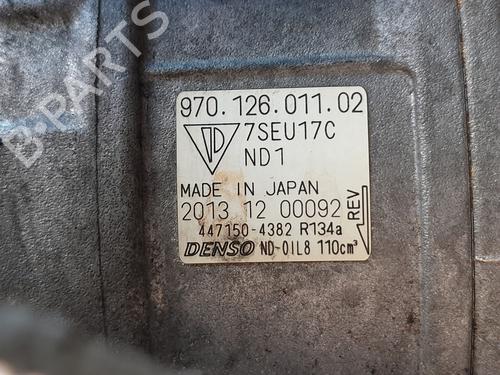 B-PARTS
970.126.011.02
7SEU17C
ND1
MADE IN JAPAN
2013 12 00092
REV
447150-4382 R134a
DENSO ND-OIL8 110cm³